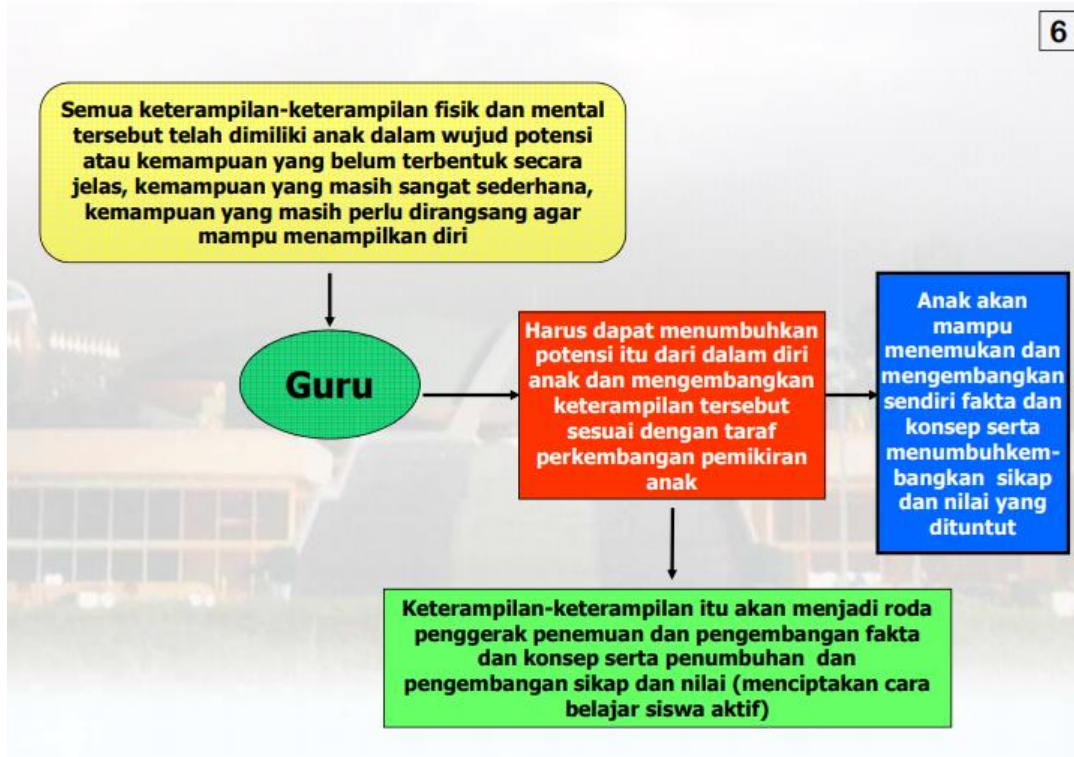 6
Semua keterampilan-keterampilan fisik dan mental
tersebut telah dimiliki anak dalam wujud potensi
atau kemampuan yang belum terbentuk secara
jelas, kemampuan yang masih sangat sederhana,
kemampuan yang masih perlu dirangsang agar
mampu menampilkan diri
Guru
Harus dapat menumbuhkan
potensi itu dari dalam diri
anak dan mengembangkan
keterampilan tersebut
sesuai dengan taraf
perkembangan pemikiran
anak
Anak akan
mampu
menemukan dan
mengembangkan
sendiri fakta dan
konsep serta
menumbuhkem-
bangkan sikap
dan nilai yang
dituntut
Keterampilan-keterampilan itu akan menjadi roda
penggerak penemuan dan pengembangan fakta
dan konsep serta penumbuhan dan
pengembangan sikap dan nilai (menciptakan cara
belajar siswa aktif)